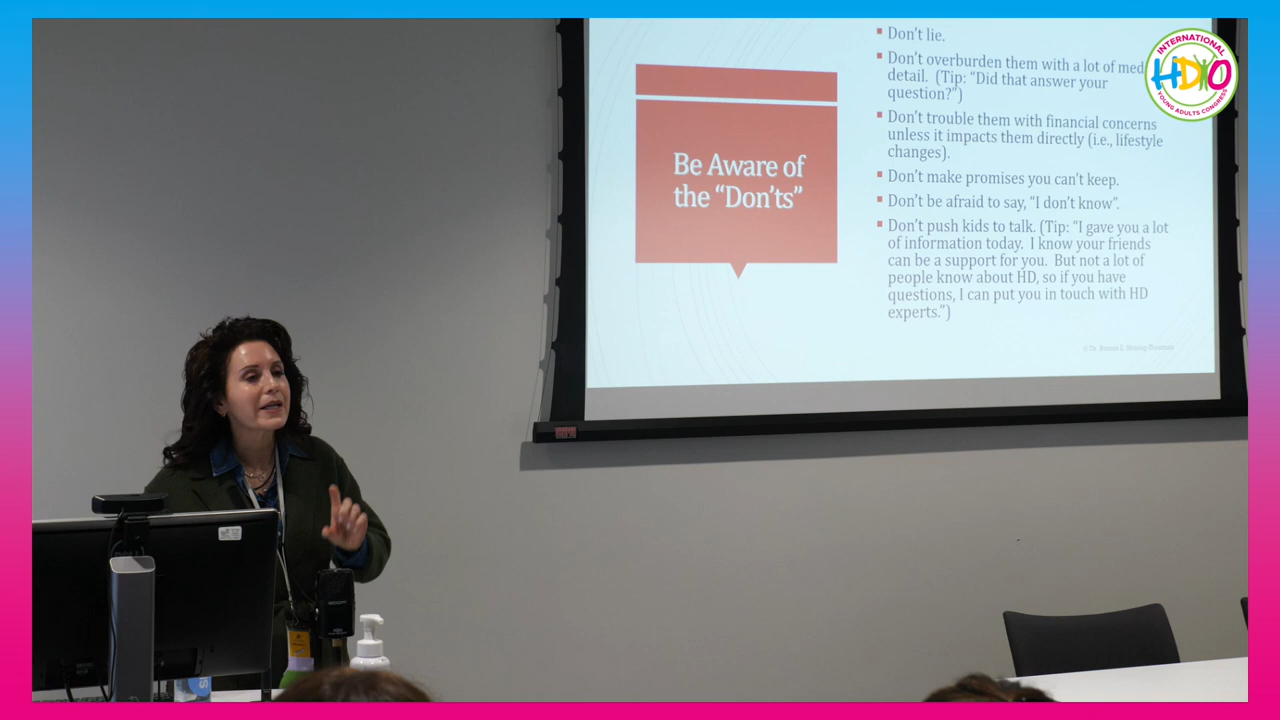 Don't lie.
Don't overburden them with a lot of med
detail. (Tip: "Did that answer your
question?")
Don't trouble them with financial concerns
unless it impacts them directly (i.e., lifestyle
changes).
Don't make promises you can't keep.
Don't be afraid to say, "I don't know".
Don't push kids to talk. (Tip: "I gave you a lot
of information today. I know your friends
can be a support for you. But not a lot of
people know about HD, so if you have
questions, I can put you in touch with HD
experts.")
Be Aware of
the "Don'ts"
INTERNATIONAL
HDYO
YOUNG ADULTS CONGRESS